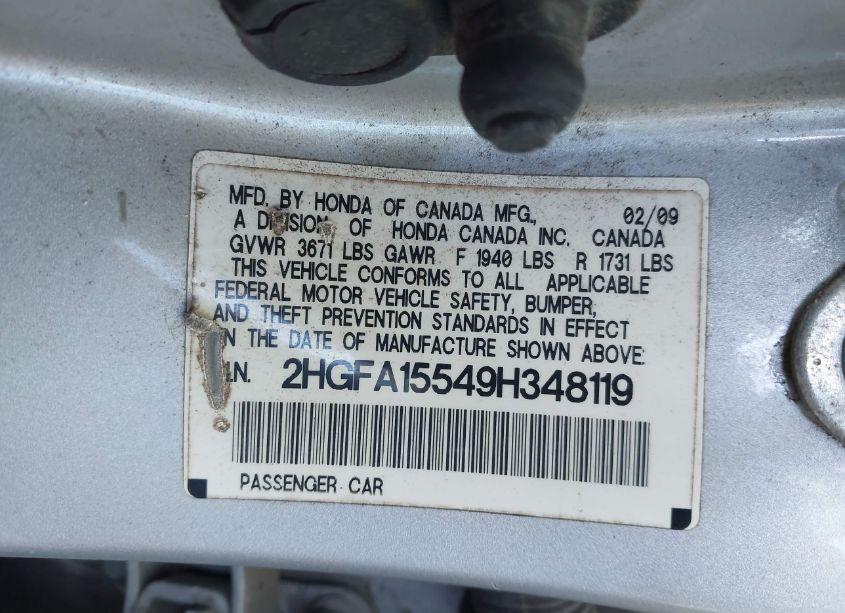 MFD. BY HONDA OF CANADA MFG., 02/09
A DIVISION OF HONDA CANADA INC. CANADA
GVWR 3671 LBS GAWR F 1940 LBS R 1731 LBS
THIS VEHICLE CONFORMS TO ALL APPLICABLE
FEDERAL MOTOR VEHICLE SAFETY, BUMPER,
AND THEFT PREVENTION STANDARDS IN EFFECT
ON THE DATE OF MANUFACTURE SHOWN ABOVE:
2HGFA15549H348119
PASSENGER CAR